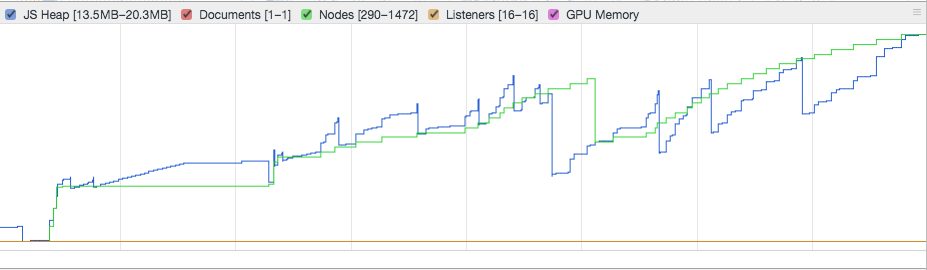 JS Heap [13.5MB–20.3MB] Documents [1–1] Nodes [290–1472] Listeners [16–16] GPU Memory